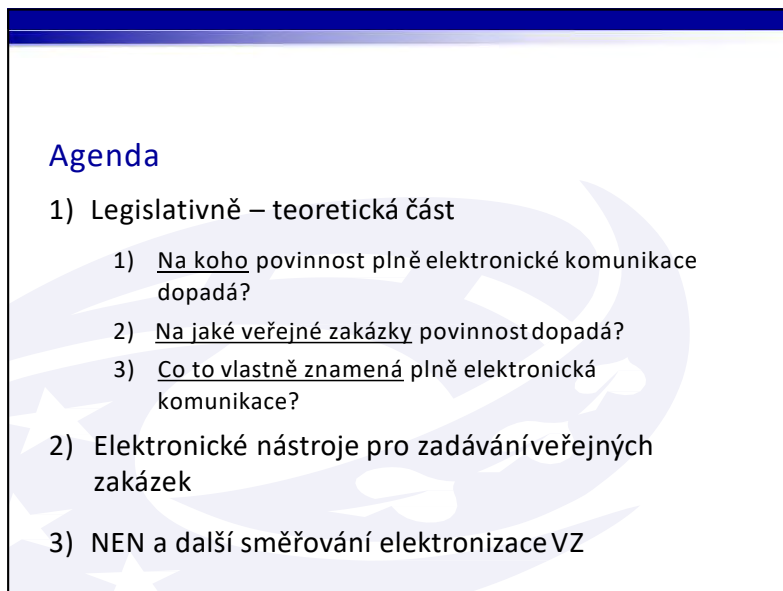 Agenda
1) Legislativně – teoretická část
1) Na koho povinnost plně elektronické komunikace
dopadá?
2) Na jaké veřejné zakázky povinnost dopadá?
3) Co to vlastně znamená plně elektronická
komunikace?
2) Elektronické nástroje pro zadáváníveřejných
zakázek
3) NEN a další směřování elektronizace VZ